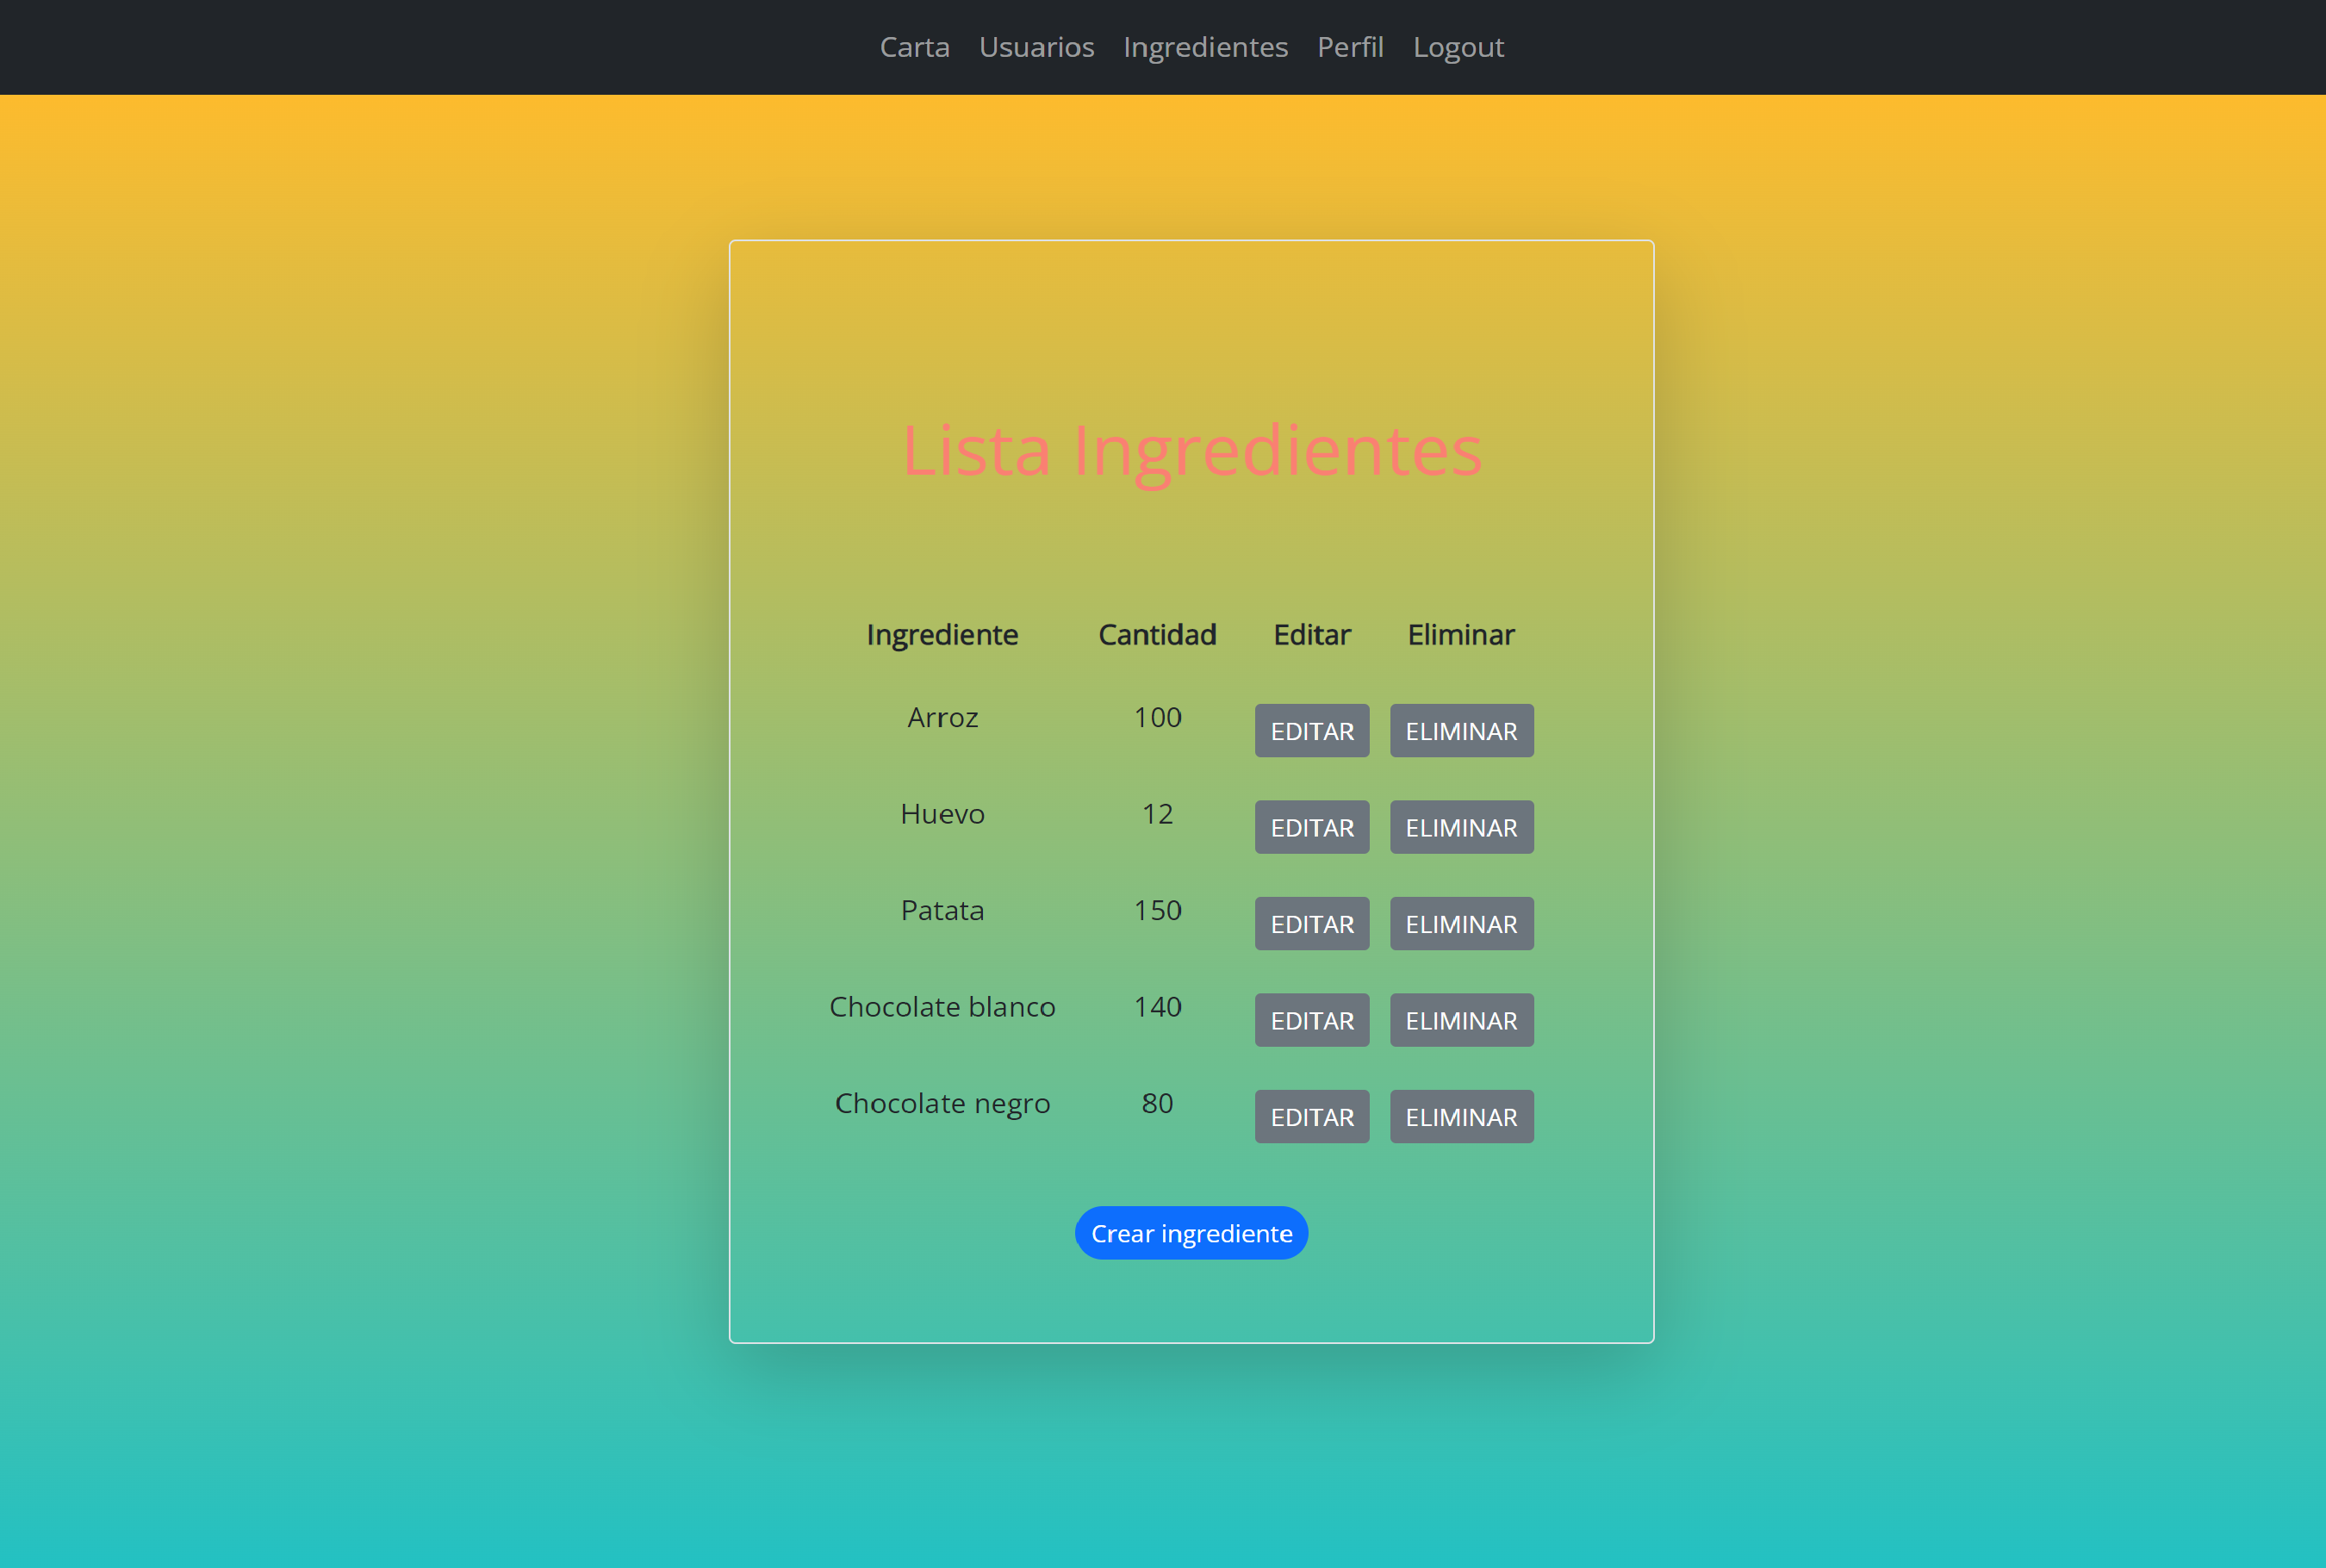 Carta Usuarios Ingredientes Perfil Logout
Lista Ingredientes
Ingrediente Cantidad Editar Eliminar
Arroz 100 EDITAR ELIMINAR
Huevo 12 EDITAR ELIMINAR
Patata 150 EDITAR ELIMINAR
Chocolate blanco 140 EDITAR ELIMINAR
Chocolate negro 80 EDITAR ELIMINAR
Crear ingrediente